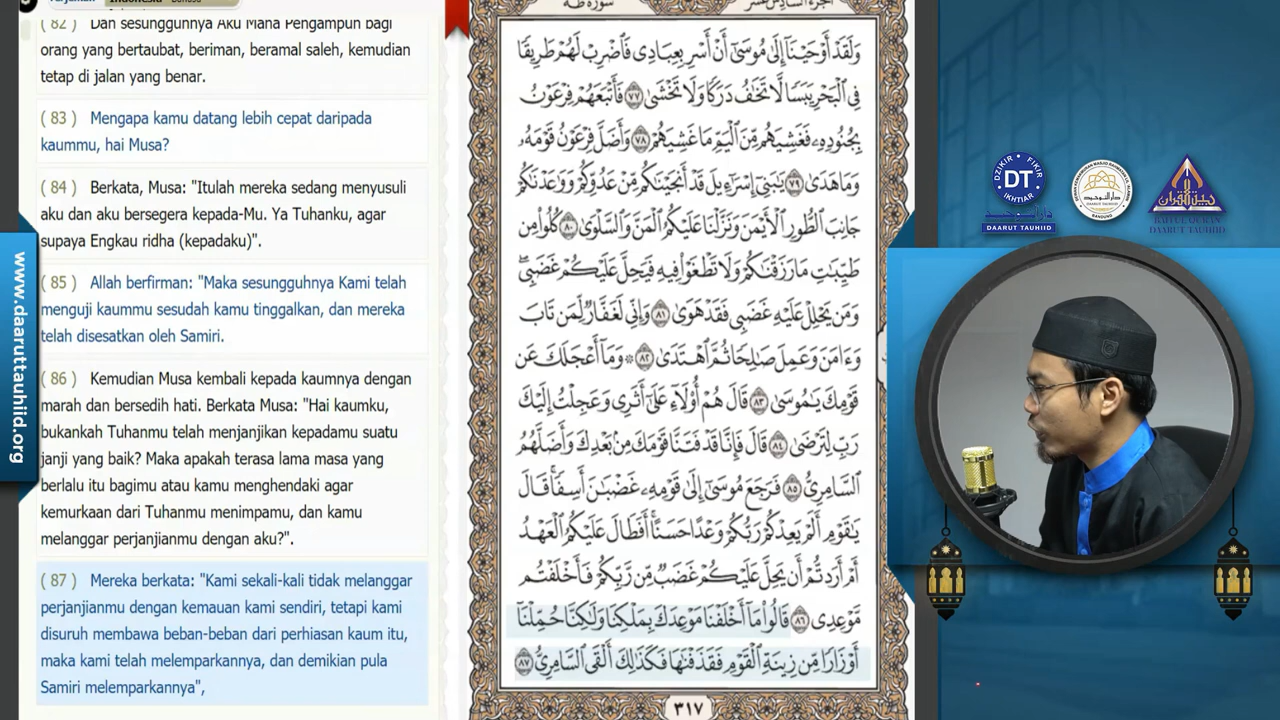 Indonesia
(82) Dan sesungguhnya Aku Maha Pengampun bagi
orang yang bertaubat, beriman, beramal saleh, kemudian
tetap di jalan yang benar.
(83) Mengapa kamu datang lebih cepat daripada
kaummu, hai Musa?
(84) Berkata, Musa: "Itulah mereka sedang menyusuli
aku dan aku bersegera kepada-Mu. Ya Tuhanku, agar
supaya Engkau ridha (kepadaku)".
(85) Allah berfirman: "Maka sesungguhnya Kami telah
menguji kaummu sesudah kamu tinggalkan, dan mereka
telah disesatkan oleh Samiri.
(86) Kemudian Musa kembali kepada kaumnya dengan
marah dan bersedih hati. Berkata Musa: "Hai kaumku,
bukankah Tuhanmu telah menjanjikan kepadamu suatu
janji yang baik? Maka apakah terasa lama masa yang
berlalu itu bagimu atau kamu menghendaki agar
kemurkaan dari Tuhanmu menimpamu, dan kamu
melanggar perjanjianmu dengan aku?".
(87) Mereka berkata: "Kami sekali-kali tidak melanggar
perjanjianmu dengan kemauan kami sendiri, tetapi kami
disuruh membawa beban-beban dari perhiasan kaum itu,
maka kami telah melemparkannya, dan demikian pula
Samiri melemparkannya",
www.daaruttauhiid.org
سورة طه
وَلَقَدْ أَوْحَيْنَآ إِلَىٰ مُوسَىٰٓ أَنْ أَسْرِ بِعِبَادِى فَٱضْرِبْ لَهُمْ طَرِيقًا
فِى ٱلْبَحْرِ يَبَسًا لَّا تَخَٰفُ دَرَكًا وَلَا تَخْشَىٰ ٧٧ فَأَتْبَعَهُمْ فِرْعَوْنُ
بِجُنُودِهِۦ فَغَشِيَهُم مِّنَ ٱلْيَمِّ مَا غَشِيَهُمْ ٧٨ وَأَضَلَّ فِرْعَوْنُ قَوْمَهُۥ
وَمَا هَدَىٰ ٧٩ يَٰبَنِىٓ إِسْرَٰٓءِيلَ قَدْ أَنجَيْنَٰكُم مِّنْ عَدُوِّكُمْ وَوَٰعَدْنَٰكُمْ
جَانِبَ ٱلطُّورِ ٱلْأَيْمَنَ وَنَزَّلْنَا عَلَيْكُمُ ٱلْمَنَّ وَٱلسَّلْوَىٰ ٨٠ كُلُوا۟ مِن
طَيِّبَٰتِ مَا رَزَقْنَٰكُمْ وَلَا تَطْغَوْا۟ فِيهِ فَيَحِلَّ عَلَيْكُمْ غَضَبِى ۖ
وَمَن يَحْلِلْ عَلَيْهِ غَضَبِى فَقَدْ هَوَىٰ ٨١ وَإِنِّى لَغَفَّارٌ لِّمَن تَابَ
وَءَامَنَ وَعَمِلَ صَٰلِحًا ثُمَّ ٱهْتَدَىٰ ٨٢ ۞ وَمَآ أَعْجَلَكَ عَن
قَوْمِكَ يَٰمُوسَىٰ ٨٣ قَالَ هُمْ أُو۟لَآءِ عَلَىٰٓ أَثَرِى وَعَجِلْتُ إِلَيْكَ
رَبِّ لِتَرْضَىٰ ٨٤ قَالَ فَإِنَّا قَدْ فَتَنَّا قَوْمَكَ مِنۢ بَعْدِكَ وَأَضَلَّهُمُ
ٱلسَّامِرِىُّ ٨٥ فَرَجَعَ مُوسَىٰٓ إِلَىٰ قَوْمِهِۦ غَضْبَٰنَ أَسِفًا ۚ قَالَ
يَٰقَوْمِ أَلَمْ يَعِدْكُمْ رَبُّكُمْ وَعْدًا حَسَنًا ۚ أَفَطَالَ عَلَيْكُمُ ٱلْعَهْدُ
أَمْ أَرَدتُّمْ أَن يَحِلَّ عَلَيْكُمْ غَضَبٌ مِّن رَّبِّكُمْ فَأَخْلَفْتُم
مَّوْعِدِى ٨٦ قَالُوا۟ مَآ أَخْلَفْنَا مَوْعِدَكَ بِمَلْكِنَا وَلَٰكِنَّا حُمِّلْنَآ
أَوْزَارًا مِّن زِينَةِ ٱلْقَوْمِ فَقَذَفْنَٰهَا فَكَذَٰلِكَ أَلْقَى ٱلسَّامِرِىُّ ٨٧
٣١٧
DZIKIR • FIKIR
DT
IKHTIAR
DAARUT TAUHIID
BANDUNG
BAITUL QURAN
DAARUT TAUHIID